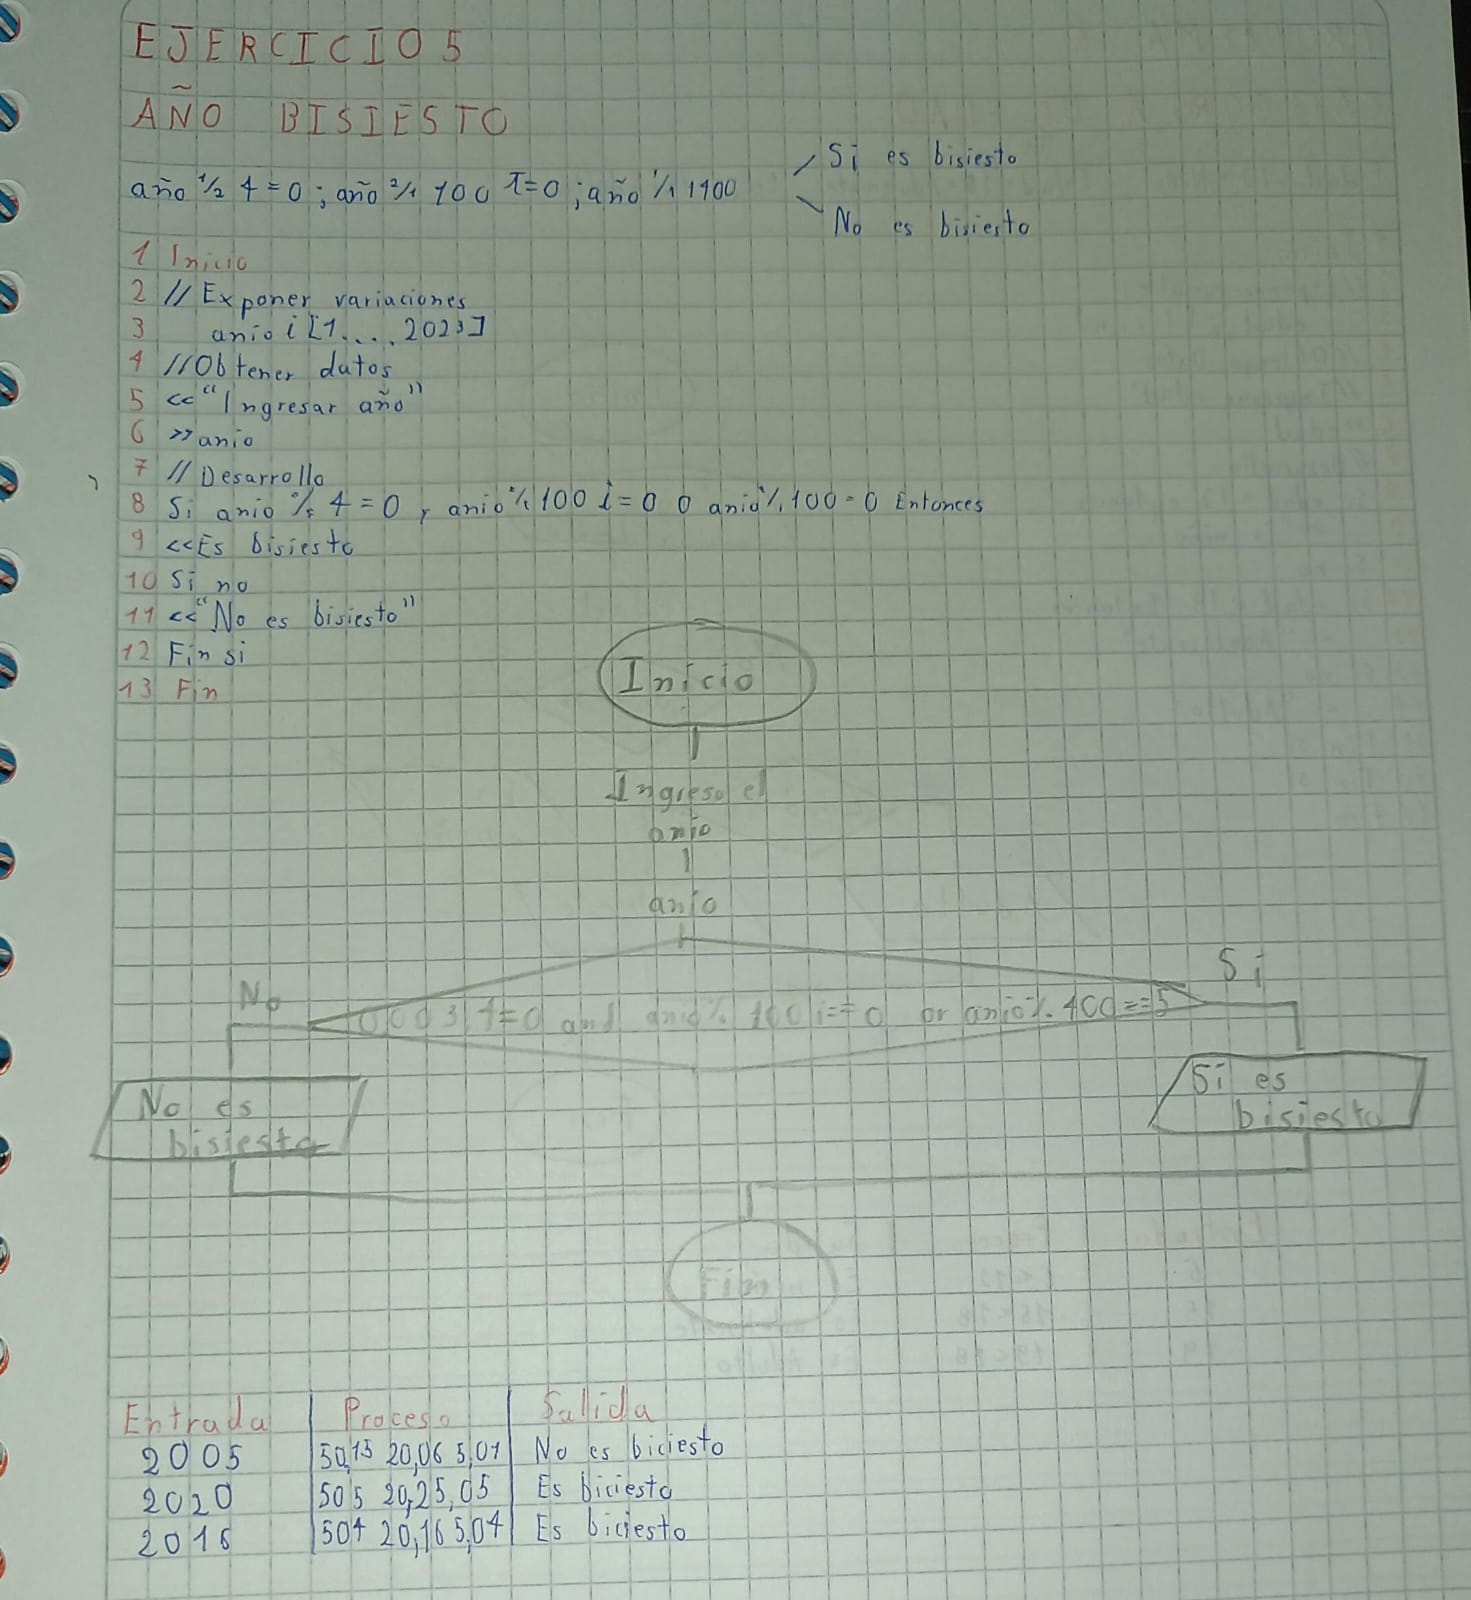 EJERCICIO 5
AÑO BISIESTO
año % 4 = 0 ; año % 100 != 0 ; año % 1400
Si es bisiesto
No es bisiesto
1 Inicio
2 // Exponer variaciones
3 anio i [1.... 2023]
4 // Obtener datos
5 << "Ingresar año"
6 >> anio
7 // Desarrollo
8 Si anio % 4 = 0 y anio % 100 i= 0 O anio % 100 = 0 Entonces
9 << Es bisiesto
10 Si no
11 << "No es bisiesto"
12 Fin si
13 Fin
Inicio
Ingreso el
anio
anio
No
Si
4=0 and anio % 100 i== 0 or anio %. 400 ==5
No es
bisiesto
Si es
bisiesto
Fin
Entrada Proceso Salida
2005 50,15 20,06 5,01 No es biciesto
2020 505 20,25,05 Es biciesto
2016 504 20,16 5,04 Es biciesto